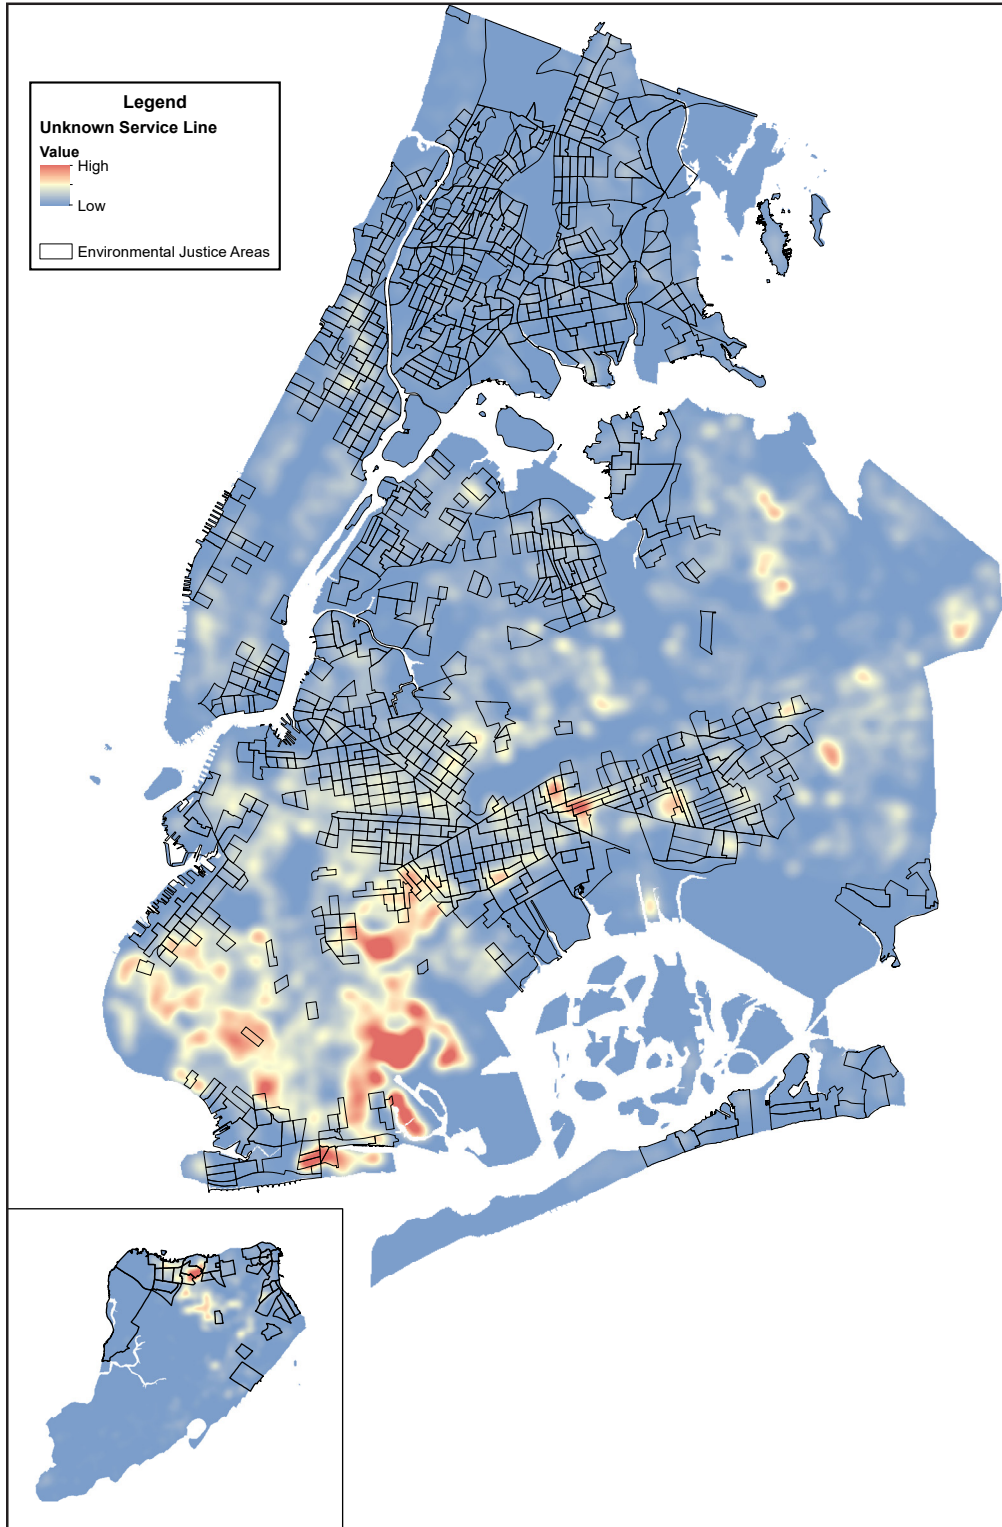 Legend
Unknown Service Line
Value
High
Low
Environmental Justice Areas